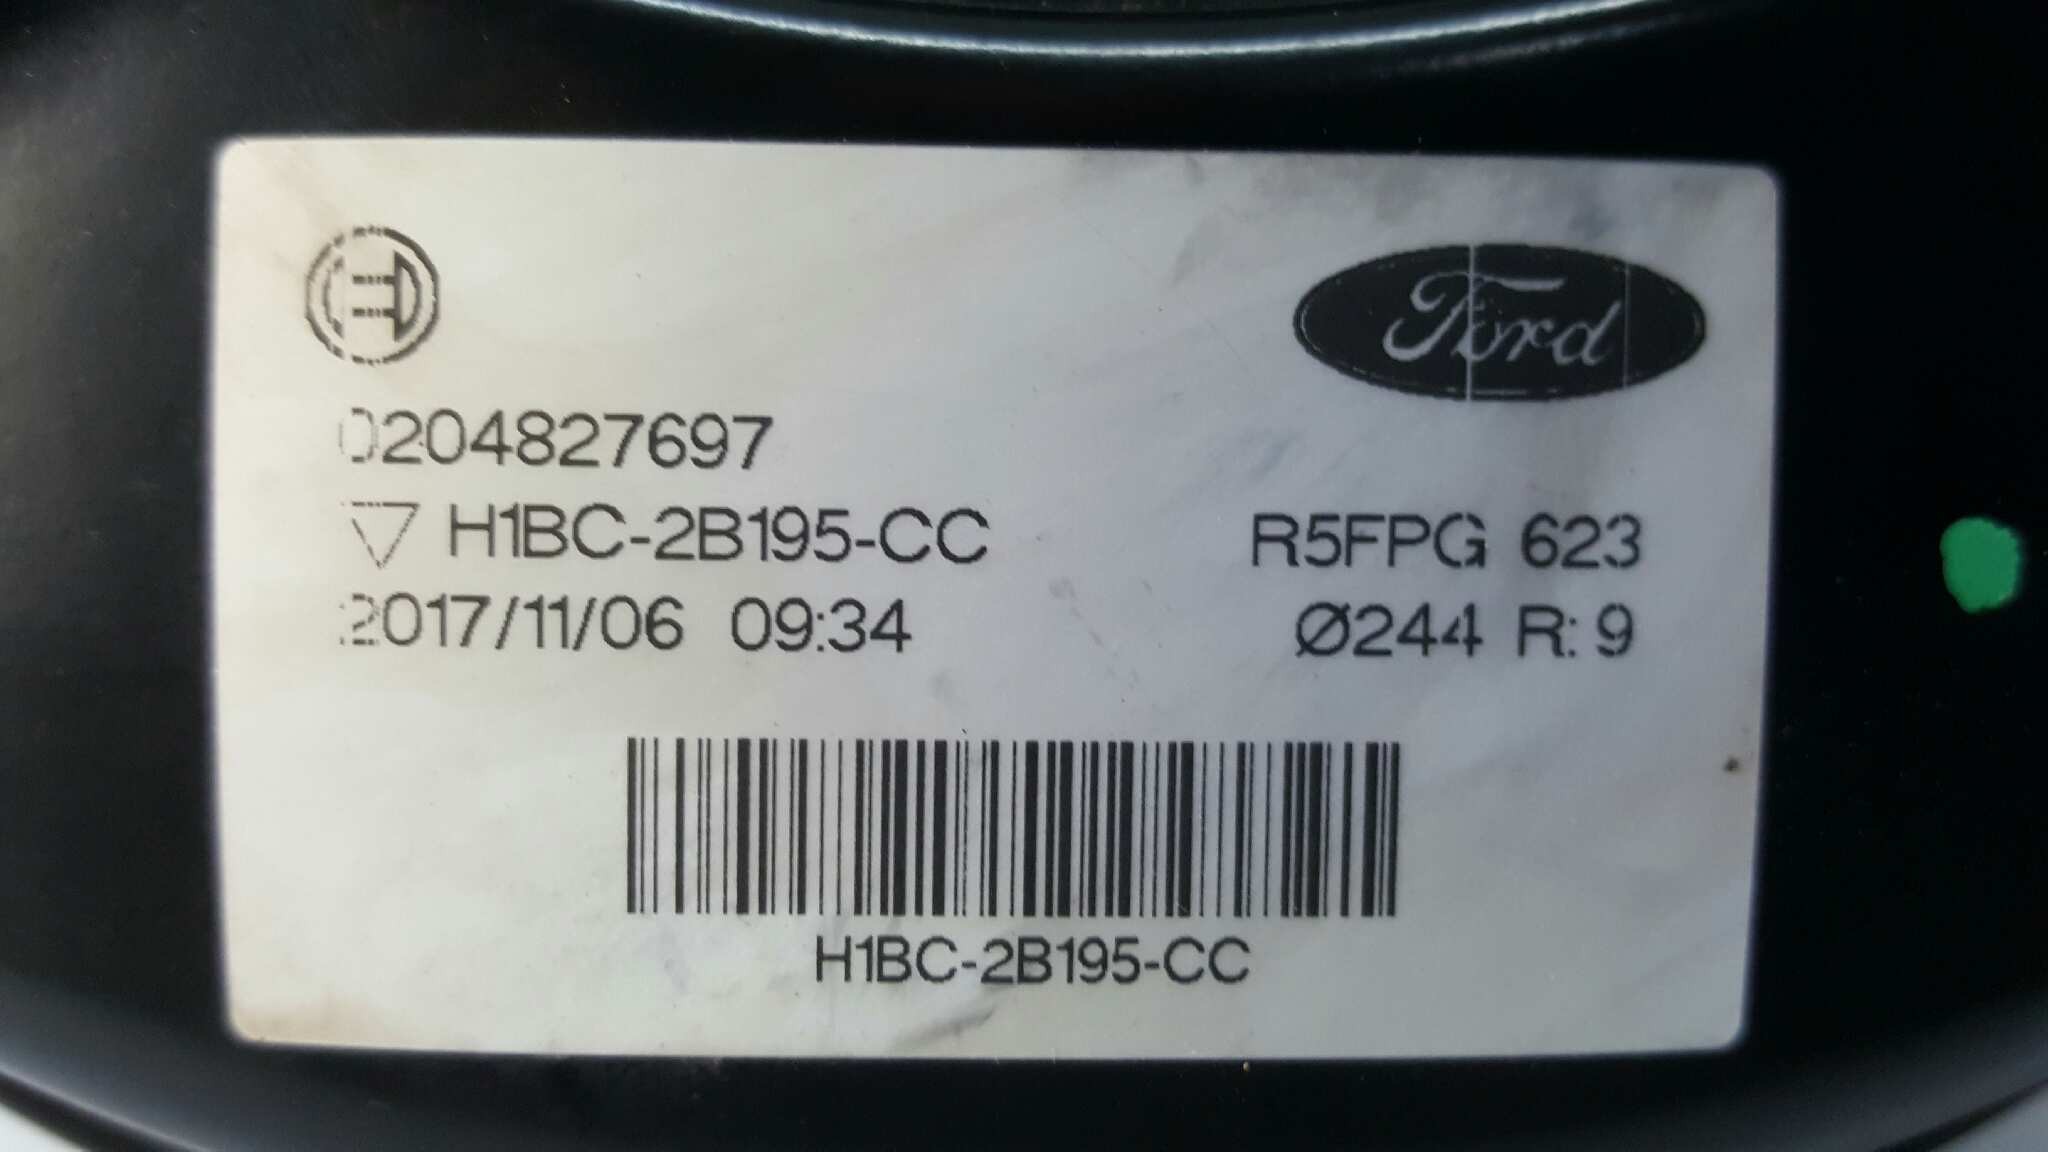 Ford
0204827697
H1BC-2B195-CC R5FPG 623
2017/11/06 09:34 Ø244 R: 9
H1BC-2B195-CC